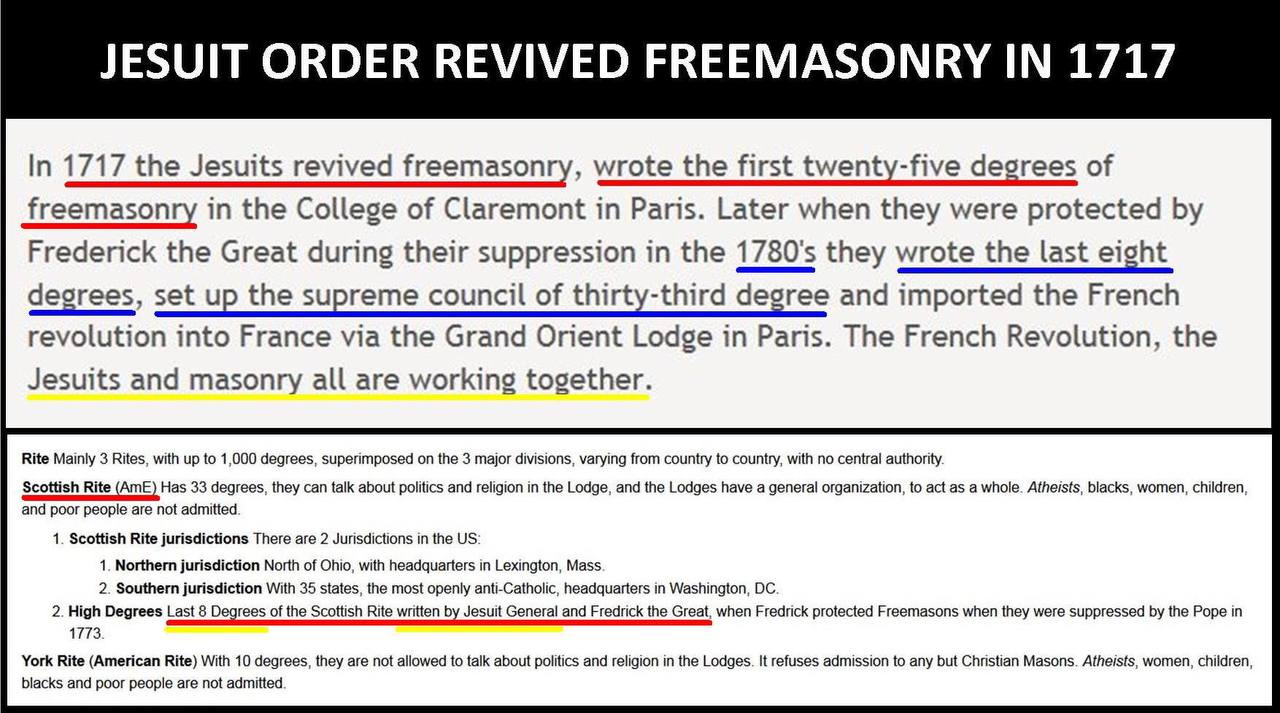 JESUIT ORDER REVIVED FREEMASONRY IN 1717
In 1717 the Jesuits revived freemasonry, wrote the first twenty-five degrees of
freemasonry in the College of Claremont in Paris. Later when they were protected by
Frederick the Great during their suppression in the 1780's they wrote the last eight
degrees, set up the supreme council of thirty-third degree and imported the French
revolution into France via the Grand Orient Lodge in Paris. The French Revolution, the
Jesuits and masonry all are working together.
Rite Mainly 3 Rites, with up to 1,000 degrees, superimposed on the 3 major divisions, varying from country to country, with no central authority.
Scottish Rite (AmE) Has 33 degrees, they can talk about politics and religion in the Lodge, and the Lodges have a general organization, to act as a whole. Atheists, blacks, women, children,
and poor people are not admitted.
1. Scottish Rite jurisdictions There are 2 Jurisdictions in the US:
1. Northern jurisdiction North of Ohio, with headquarters in Lexington, Mass.
2. Southern jurisdiction With 35 states, the most openly anti-Catholic, headquarters in Washington, DC.
2. High Degrees Last 8 Degrees of the Scottish Rite written by Jesuit General and Fredrick the Great, when Fredrick protected Freemasons when they were suppressed by the Pope in
1773.
York Rite (American Rite) With 10 degrees, they are not allowed to talk about politics and religion in the Lodges. It refuses admission to any but Christian Masons. Atheists, women, children,
blacks and poor people are not admitted.